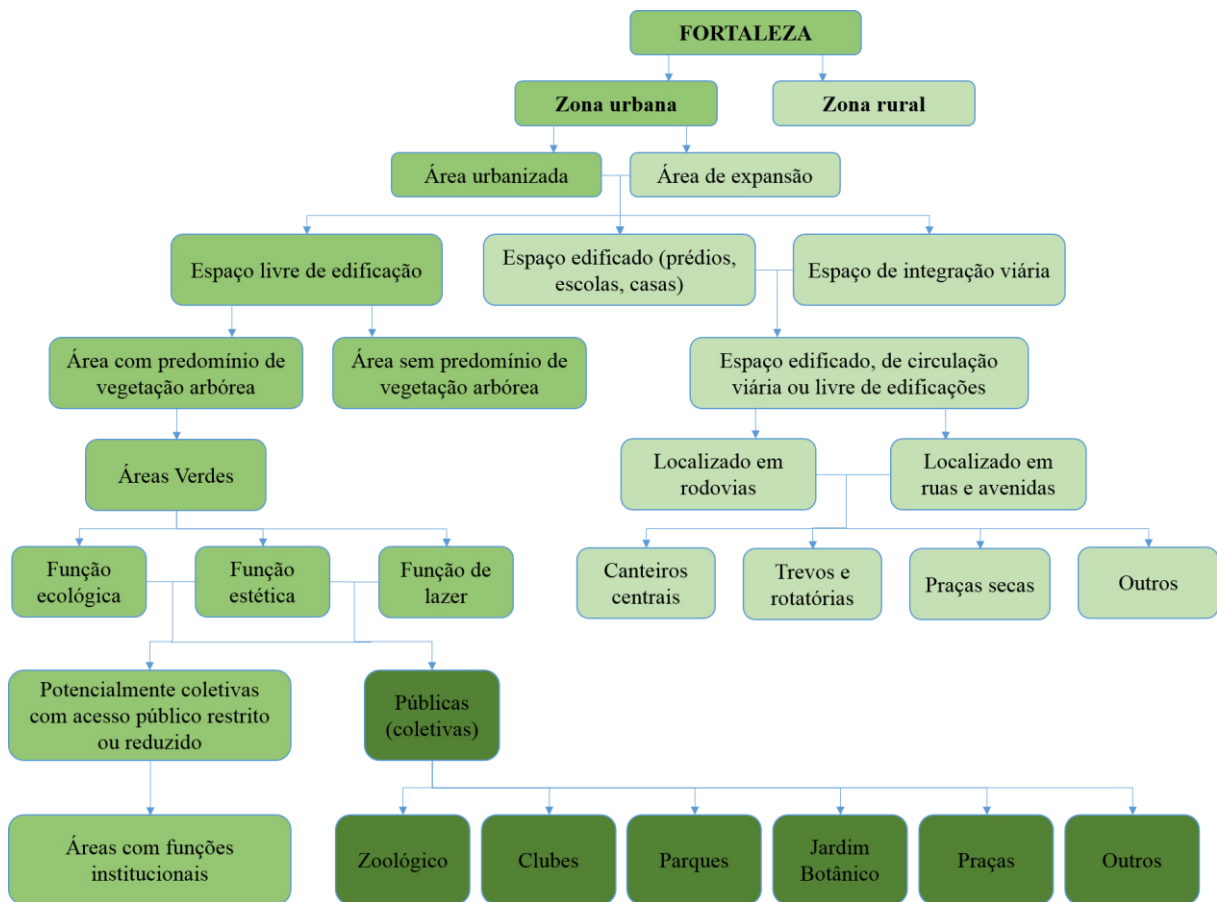 FORTALEZA
Zona urbana
Zona rural
Área urbanizada
Área de expansão
Espaço livre de edificação
Espaço edificado (prédios,
escolas, casas)
Espaço de integração viária
Área com predomínio de
vegetação arbórea
Área sem predomínio de
vegetação arbórea
Espaço edificado, de circulação
viária ou livre de edificações
Áreas Verdes
Localizado em
rodovias
Localizado em
ruas e avenidas
Função
ecológica
Função
estética
Função de
lazer
Canteiros
centrais
Trevos e
rotatórias
Praças secas
Outros
Potencialmente coletivas
com acesso público restrito
ou reduzido
Públicas
(coletivas)
Áreas com funções
institucionais
Zoológico
Clubes
Parques
Jardim
Botânico
Praças
Outros